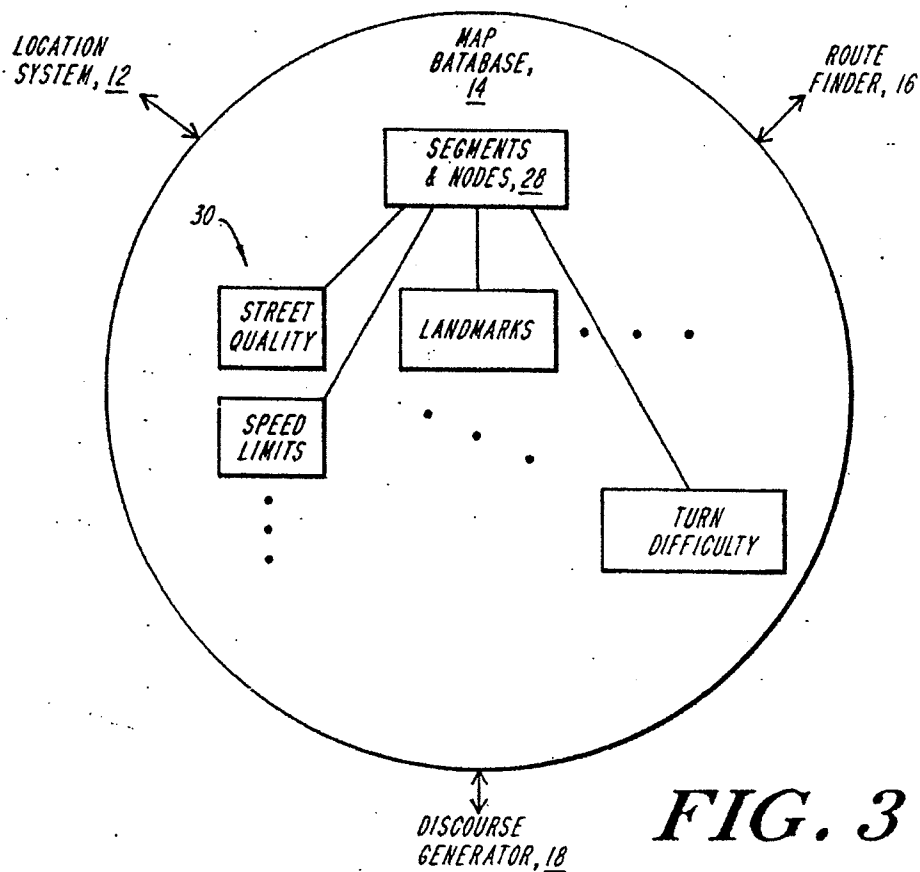 LOCATION
SYSTEM, 12
MAP
BATABASE,
14
ROUTE
FINDER, 16
SEGMENTS
& NODES, 28
30
STREET
QUALITY
LANDMARKS
SPEED
LIMITS
TURN
DIFFICULTY
DISCOURSE
GENERATOR, 18
FIG. 3